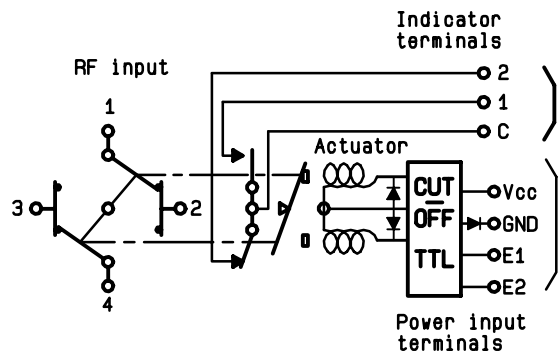 Indicator
terminals
RF input
2
1
1
C
Actuator
CUT
OFF
TTL
Vcc
GND
E1
E2
3
2
4
Power input
terminals